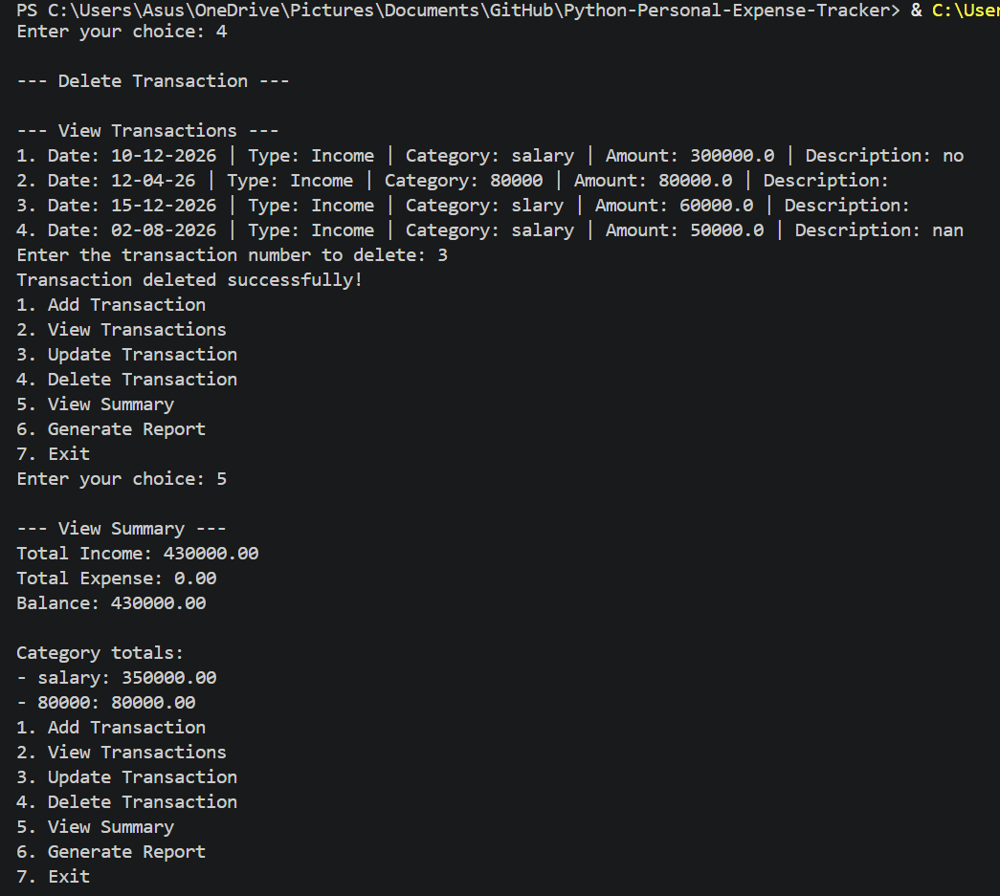 PS C:\Users\Asus\OneDrive\Pictures\Documents\GitHub\Python-Personal-Expense-Tracker> & C:\User
Enter your choice: 4
--- Delete Transaction ---
--- View Transactions ---
1. Date: 10-12-2026 | Type: Income | Category: salary | Amount: 300000.0 | Description: no
2. Date: 12-04-26 | Type: Income | Category: 80000 | Amount: 80000.0 | Description:
3. Date: 15-12-2026 | Type: Income | Category: slary | Amount: 60000.0 | Description:
4. Date: 02-08-2026 | Type: Income | Category: salary | Amount: 50000.0 | Description: nan
Enter the transaction number to delete: 3
Transaction deleted successfully!
1. Add Transaction
2. View Transactions
3. Update Transaction
4. Delete Transaction
5. View Summary
6. Generate Report
7. Exit
Enter your choice: 5
--- View Summary ---
Total Income: 430000.00
Total Expense: 0.00
Balance: 430000.00
Category totals:
- salary: 350000.00
- 80000: 80000.00
1. Add Transaction
2. View Transactions
3. Update Transaction
4. Delete Transaction
5. View Summary
6. Generate Report
7. Exit